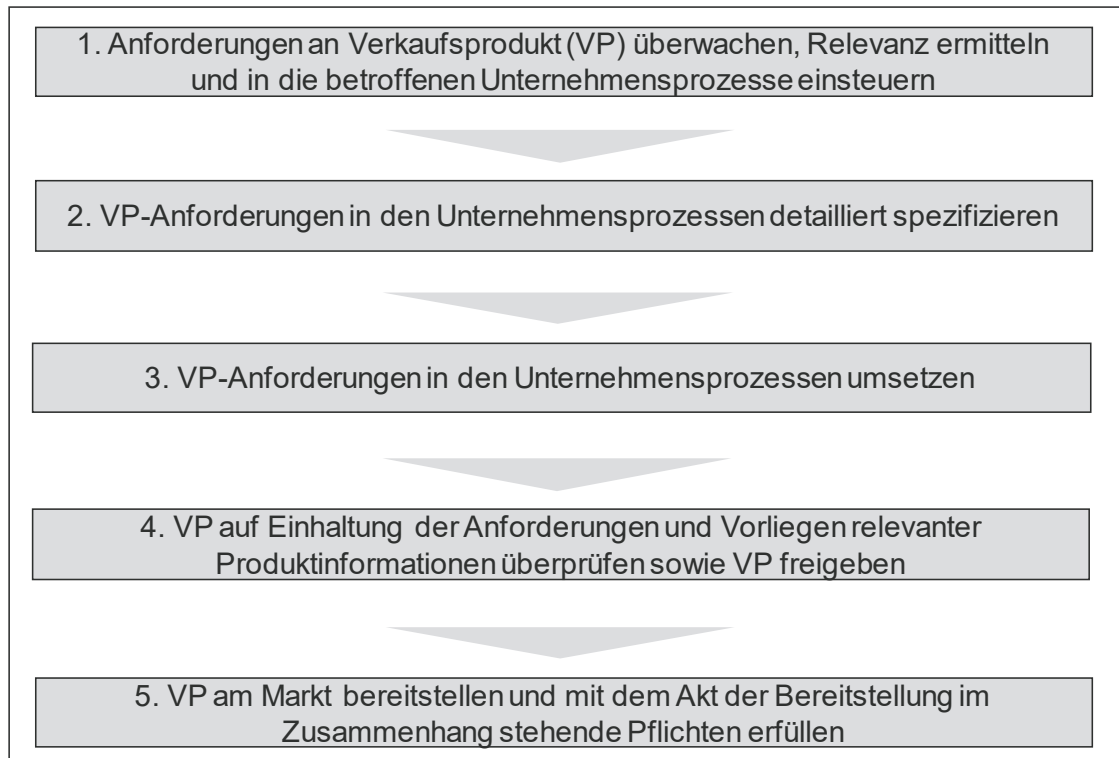 1. Anforderungen an Verkaufsprodukt (VP) überwachen, Relevanz ermitteln
und in die betroffenen Unternehmensprozesse einsteuern
2. VP-Anforderungen in den Unternehmensprozessen detailliert spezifizieren
3. VP-Anforderungen in den Unternehmensprozessen umsetzen
4. VP auf Einhaltung der Anforderungen und Vorliegen relevanter
Produktinformationen überprüfen sowie VP freigeben
5. VP am Markt bereitstellen und mit dem Akt der Bereitstellung im
Zusammenhang stehende Pflichten erfüllen